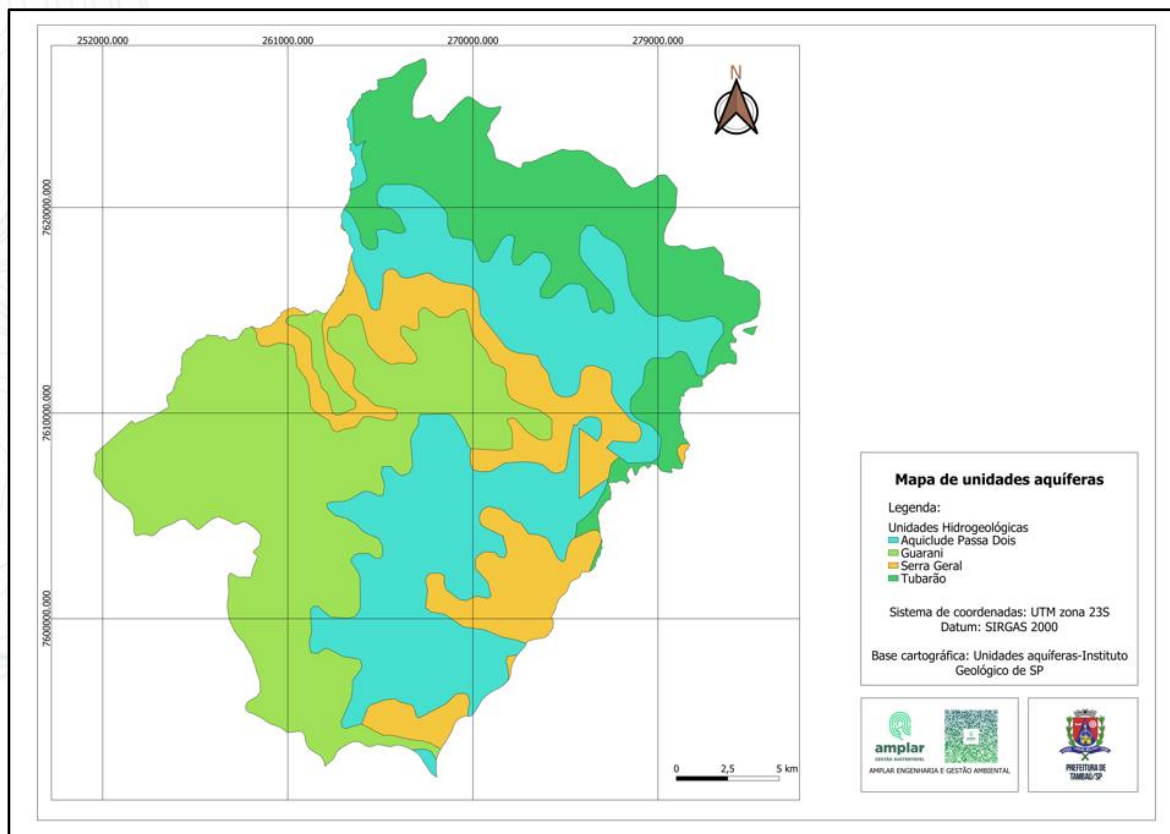 252000.000 261000.000 270000.000 279000.000
N
7620000.000
7610000.000
7600000.000
0 2,5 5 km
Mapa de unidades aquíferas
Legenda:
Unidades Hidrogeológicas
Aquiclude Passa Dois
Guarani
Serra Geral
Tubarão
Sistema de coordenadas: UTM zona 23S
Datum: SIRGAS 2000
Base cartográfica: Unidades aquíferas-Instituto
Geológico de SP
amplar
GESTÃO SUSTENTÁVEL
AMPLAR ENGENHARIA E GESTÃO AMBIENTAL
PREFEITURA DE
TAMBAÚ/SP